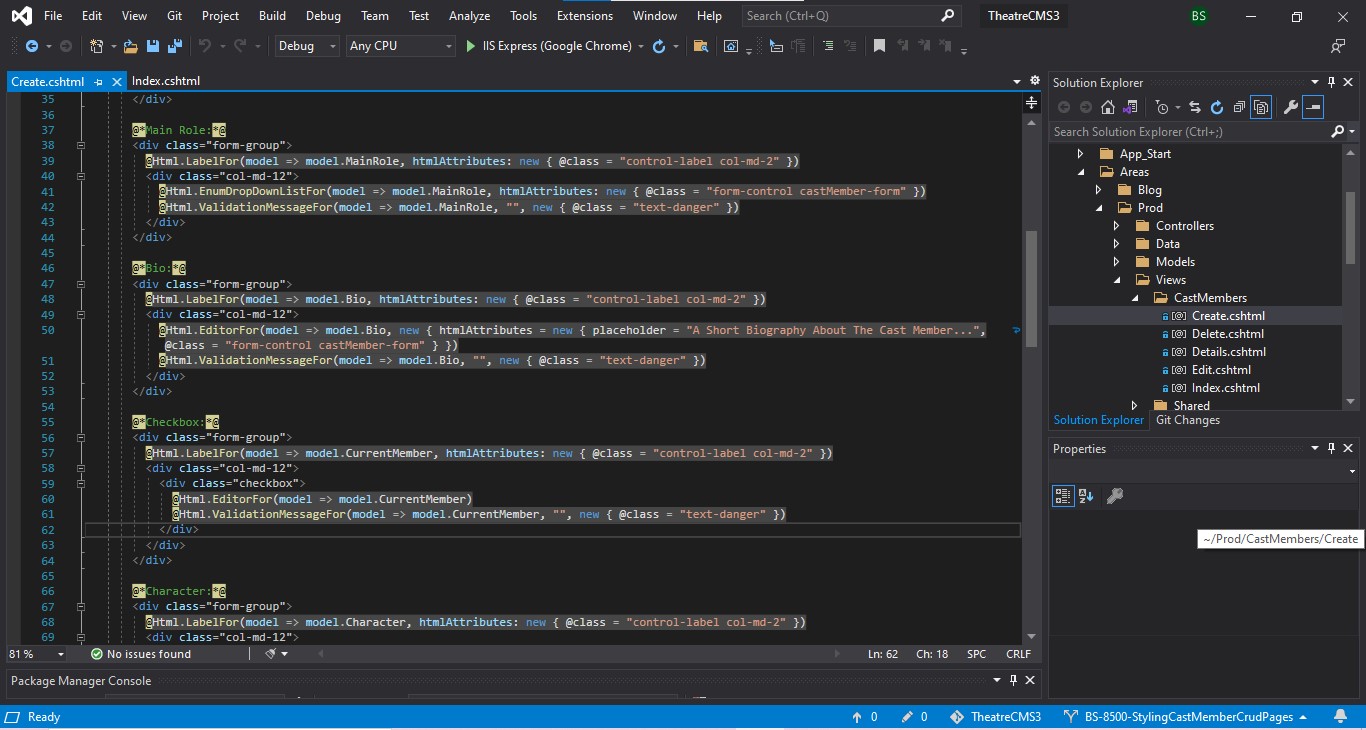 File Edit View Git Project Build Debug Team Test Analyze Tools Extensions Window Help Search (Ctrl+Q) TheatreCMS3 BS
Debug Any CPU IIS Express (Google Chrome)
Create.cshtml Index.cshtml
35 </div>
36
37 @*Main Role:*@
38 <div class="form-group">
39 @Html.LabelFor(model => model.MainRole, htmlAttributes: new { @class = "control-label col-md-2" })
40 <div class="col-md-12">
41 @Html.EnumDropDownListFor(model => model.MainRole, htmlAttributes: new { @class = "form-control castMember-form" })
42 @Html.ValidationMessageFor(model => model.MainRole, "", new { @class = "text-danger" })
43 </div>
44 </div>
45
46 @*Bio:*@
47 <div class="form-group">
48 @Html.LabelFor(model => model.Bio, htmlAttributes: new { @class = "control-label col-md-2" })
49 <div class="col-md-12">
50 @Html.EditorFor(model => model.Bio, new { htmlAttributes = new { placeholder = "A Short Biography About The Cast Member...",
@class = "form-control castMember-form" } })
51 @Html.ValidationMessageFor(model => model.Bio, "", new { @class = "text-danger" })
52 </div>
53 </div>
54
55 @*Checkbox:*@
56 <div class="form-group">
57 @Html.LabelFor(model => model.CurrentMember, htmlAttributes: new { @class = "control-label col-md-2" })
58 <div class="col-md-12">
59 <div class="checkbox">
60 @Html.EditorFor(model => model.CurrentMember)
61 @Html.ValidationMessageFor(model => model.CurrentMember, "", new { @class = "text-danger" })
62 </div>
63 </div>
64 </div>
65
66 @*Character:*@
67 <div class="form-group">
68 @Html.LabelFor(model => model.Character, htmlAttributes: new { @class = "control-label col-md-2" })
69 <div class="col-md-12">
81 % No issues found Ln: 62 Ch: 18 SPC CRLF
Package Manager Console
Solution Explorer
Search Solution Explorer (Ctrl+;)
App_Start
Areas
Blog
Prod
Controllers
Data
Models
Views
CastMembers
Create.cshtml
Delete.cshtml
Details.cshtml
Edit.cshtml
Index.cshtml
Shared
Solution Explorer Git Changes
Properties
~/Prod/CastMembers/Create
Ready 0 0 TheatreCMS3 BS-8500-StylingCastMemberCrudPages